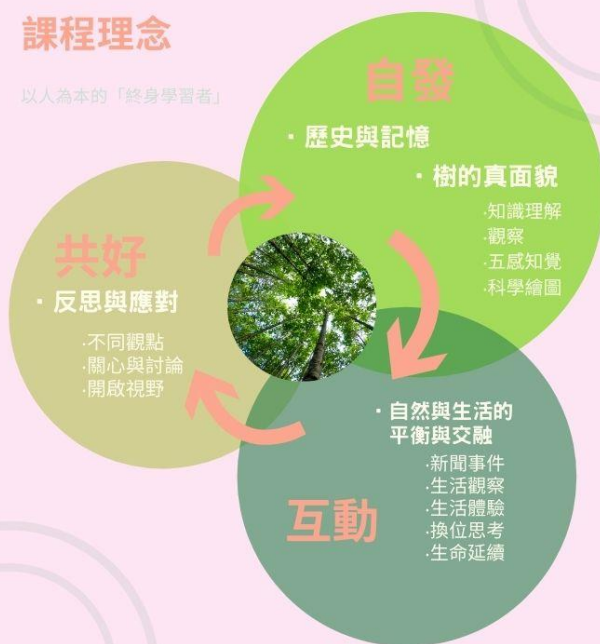 課程理念
以人為本的「終身學習者」
自發
·歷史與記憶
·樹的真面貌
·知識理解
·觀察
·五感知覺
·科學繪圖
共好
·反思與應對
·不同觀點
·關心與討論
·開啟視野
·自然與生活的
平衡與交融
·新聞事件
·生活觀察
·生活體驗
·換位思考
·生命延續
互動